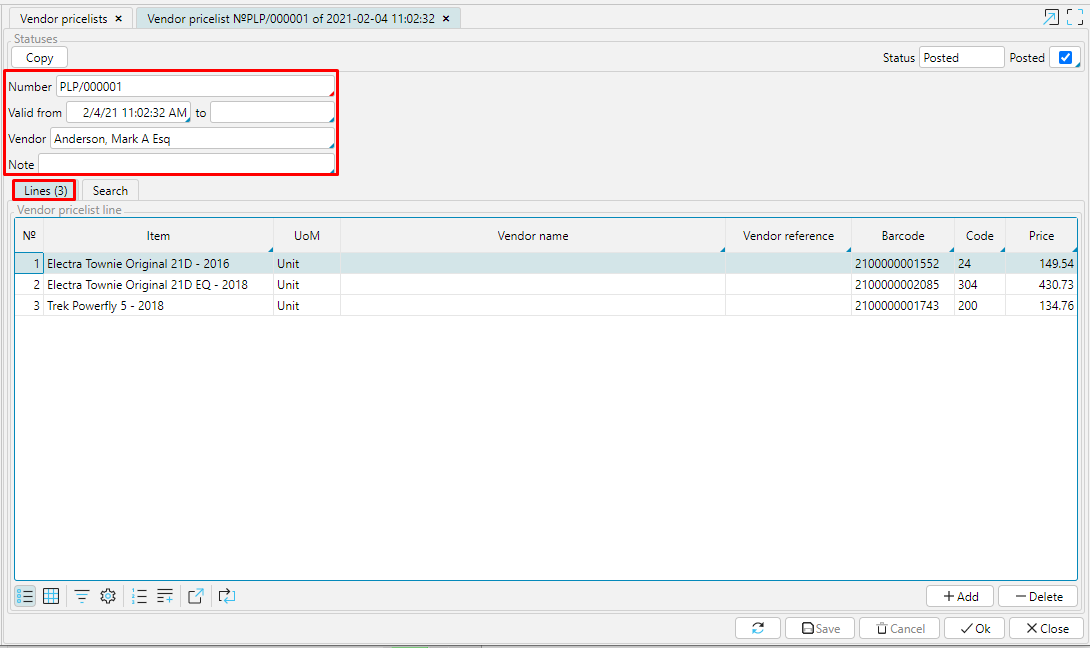 Vendor pricelists ×
Vendor pricelist №PLP/000001 of 2021-02-04 11:02:32 ×
Statuses
Copy
Status Posted Posted
Number PLP/000001
Valid from 2/4/21 11:02:32 AM to
Vendor Anderson, Mark A Esq
Note
Lines (3) Search
Vendor pricelist line
№ Item UoM Vendor name Vendor reference Barcode Code Price
1 Electra Townie Original 21D - 2016 Unit 2100000001552 24 149.54
2 Electra Townie Original 21D EQ - 2018 Unit 2100000002085 304 430.73
3 Trek Powerfly 5 - 2018 Unit 2100000001743 200 134.76
Add Delete
Save Cancel Ok Close